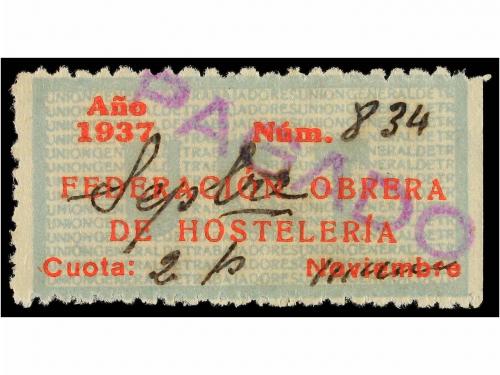 PAGADO
Año
1937 Núm. 834
Septbre
FEDERACIÓN OBRERA
DE HOSTELERÍA
Cuota: 2 p Noviembre